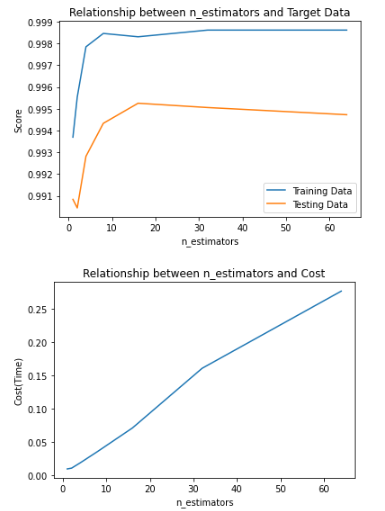 Relationship between n_estimators and Target Data
0.999
0.998
0.997
0.996
0.995
0.994
0.993
0.992
0.991
Score
Training Data
Testing Data
0 10 20 30 40 50 60
n_estimators
Relationship between n_estimators and Cost
0.25
0.20
0.15
0.10
0.05
0.00
Cost(Time)
0 10 20 30 40 50 60
n_estimators